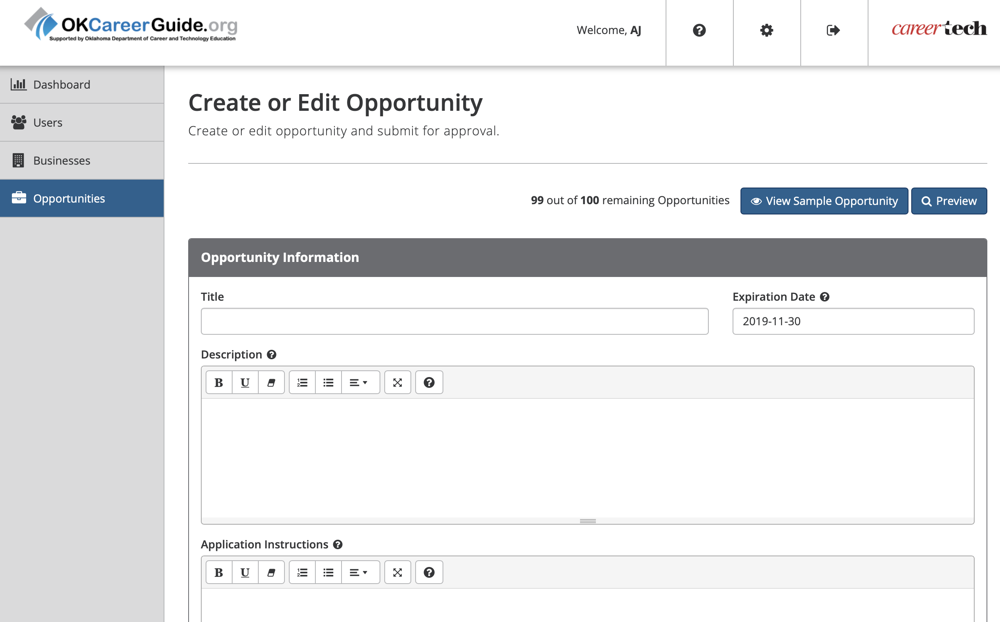 OKCareerGuide.org
Supported by Oklahoma Department of Career and Technology Education
Welcome, AJ
careertech
Dashboard
Users
Businesses
Opportunities
Create or Edit Opportunity
Create or edit opportunity and submit for approval.
99 out of 100 remaining Opportunities
View Sample Opportunity
Preview
Opportunity Information
Title
Expiration Date
2019-11-30
Description
B U
Application Instructions
B U